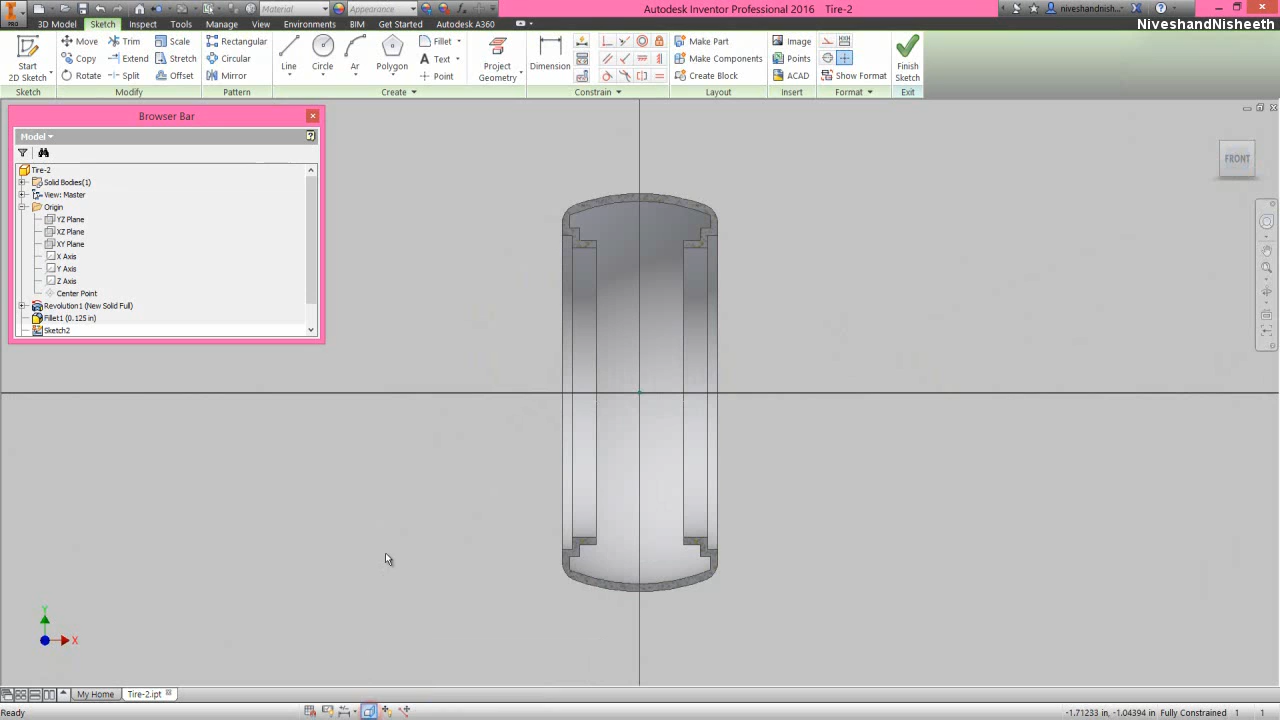 Autodesk Inventor Professional 2016 Tire-2
Material
Appearance
niveshandnish...
NiveshandNisheeth
PRO
3D Model
Sketch
Inspect
Tools
Manage
View
Environments
BIM
Get Started
Autodesk A360
Move Trim Scale Rectangular Fillet Make Part Image
Copy Extend Stretch Circular Text Make Components Points
Rotate Split Offset Mirror Point Create Block ACAD Show Format
Start
2D Sketch
Line
Circle
Ar
Polygon
Project
Geometry
Dimension
Finish
Sketch
Sketch Modify Pattern Create Constrain Layout Insert Format Exit
Browser Bar
Model
Tire-2
Solid Bodies(1)
View: Master
Origin
YZ Plane
XZ Plane
XY Plane
X Axis
Y Axis
Z Axis
Center Point
Revolution1 (New Solid Full)
Fillet1 (0.125 in)
Sketch2
FRONT
Y
X
My Home
Tire-2.ipt
Ready
-1.71233 in, -1.04394 in Fully Constrained 1 1